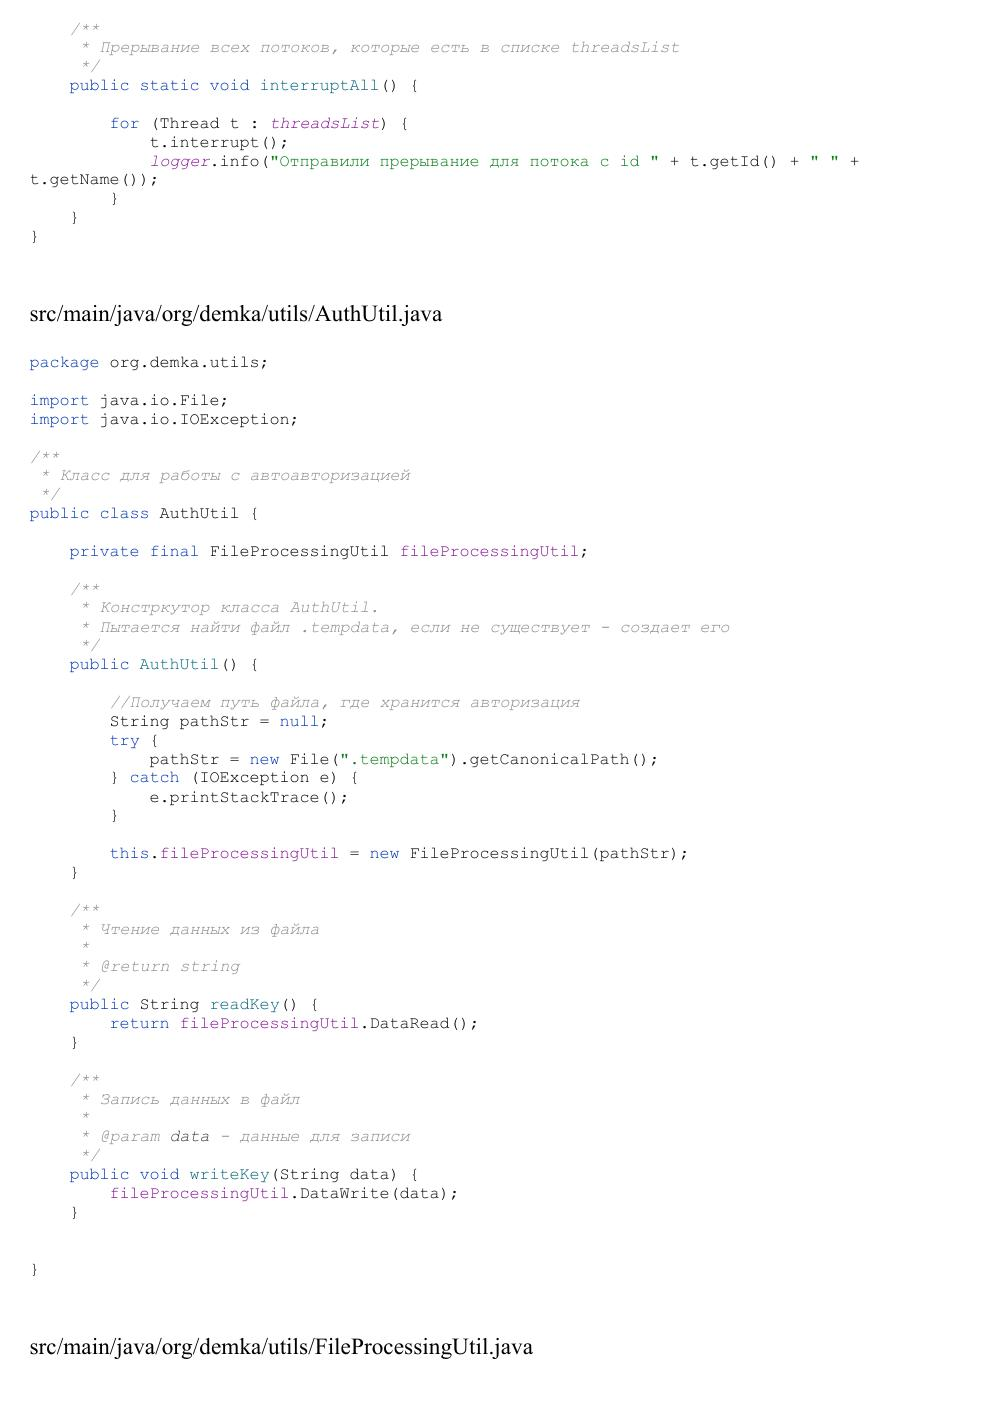 /**
* Прерывание всех потоков, которые есть в списке threadsList
*/
public static void interruptAll() {
for (Thread t : threadsList) {
t.interrupt();
logger.info("Отправили прерывание для потока с id " + t.getId() + " " +
t.getName());
}
}
}
src/main/java/org/demka/utils/AuthUtil.java
package org.demka.utils;
import java.io.File;
import java.io.IOException;
/**
* Класс для работы с автоавторизацией
*/
public class AuthUtil {
private final FileProcessingUtil fileProcessingUtil;
/**
* Констркутор класса AuthUtil.
* Пытается найти файл .tempdata, если не существует - создает его
*/
public AuthUtil() {
//Получаем путь файла, где хранится авторизация
String pathStr = null;
try {
pathStr = new File(".tempdata").getCanonicalPath();
} catch (IOException e) {
e.printStackTrace();
}
this.fileProcessingUtil = new FileProcessingUtil(pathStr);
}
/**
* Чтение данных из файла
*
* @return string
*/
public String readKey() {
return fileProcessingUtil.DataRead();
}
/**
* Запись данных в файл
*
* @param data - данные для записи
*/
public void writeKey(String data) {
fileProcessingUtil.DataWrite(data);
}
}
src/main/java/org/demka/utils/FileProcessingUtil.java